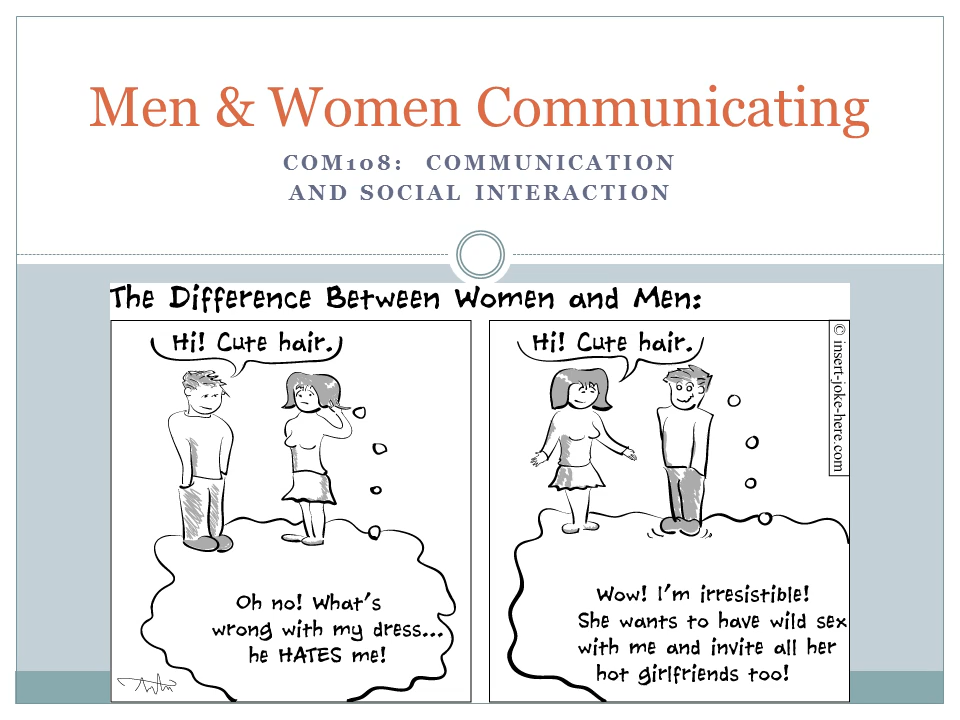 Men & Women Communicating
COM108: COMMUNICATION
AND SOCIAL INTERACTION
The Difference Between Women and Men:
Hi! Cute hair.
Oh no! What's
wrong with my dress...
he HATES me!
Hi! Cute hair.
Wow! I'm irresistible!
She wants to have wild sex
with me and invite all her
hot girlfriends too!
© insert-joke-here.com